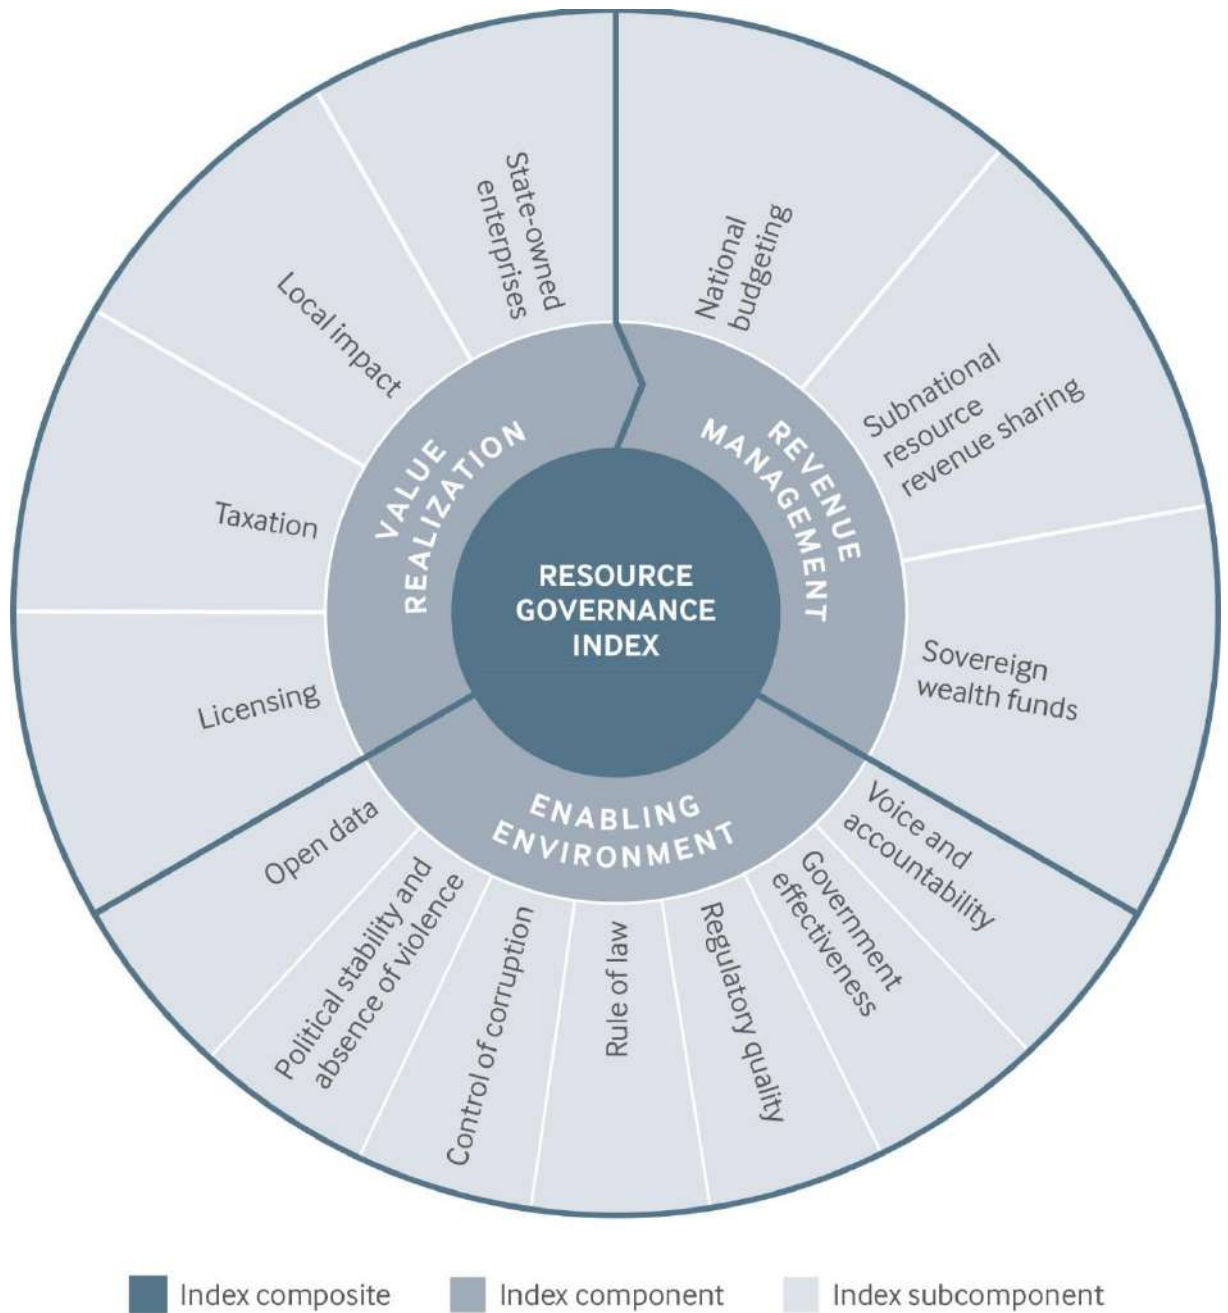 RESOURCE
GOVERNANCE
INDEX
VALUE
REALIZATION
REVENUE
MANAGEMENT
ENABLING
ENVIRONMENT
State-owned
enterprises
Local impact
Taxation
Licensing
National
budgeting
Subnational
resource
revenue sharing
Sovereign
wealth funds
Voice and
accountability
Government
effectiveness
Regulatory quality
Rule of law
Control of corruption
Political stability and
absence of violence
Open data
Index composite
Index component
Index subcomponent